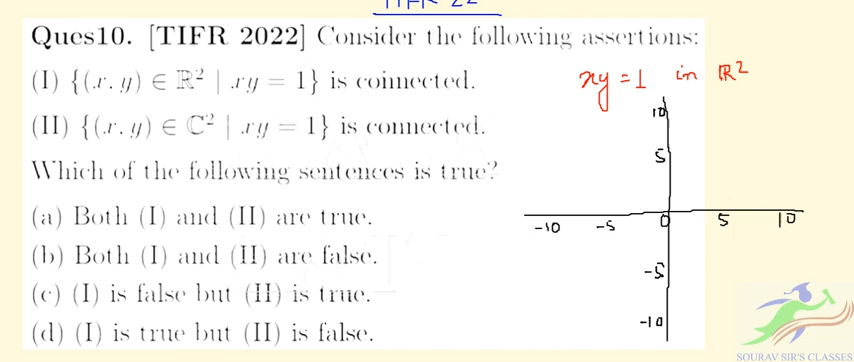 TIFR 22
Ques10. [TIFR 2022] Consider the following assertions:
(I) {(x, y) ∈ ℝ² | xy = 1} is connected.
(II) {(x, y) ∈ ℂ² | xy = 1} is connected.
Which of the following sentences is true?
(a) Both (I) and (II) are true.
(b) Both (I) and (II) are false.
(c) (I) is false but (II) is true.
(d) (I) is true but (II) is false.
xy = 1 in ℝ²
10
5
-10 -5 0 5 10
-5
-10
SOURAV SIR'S CLASSES